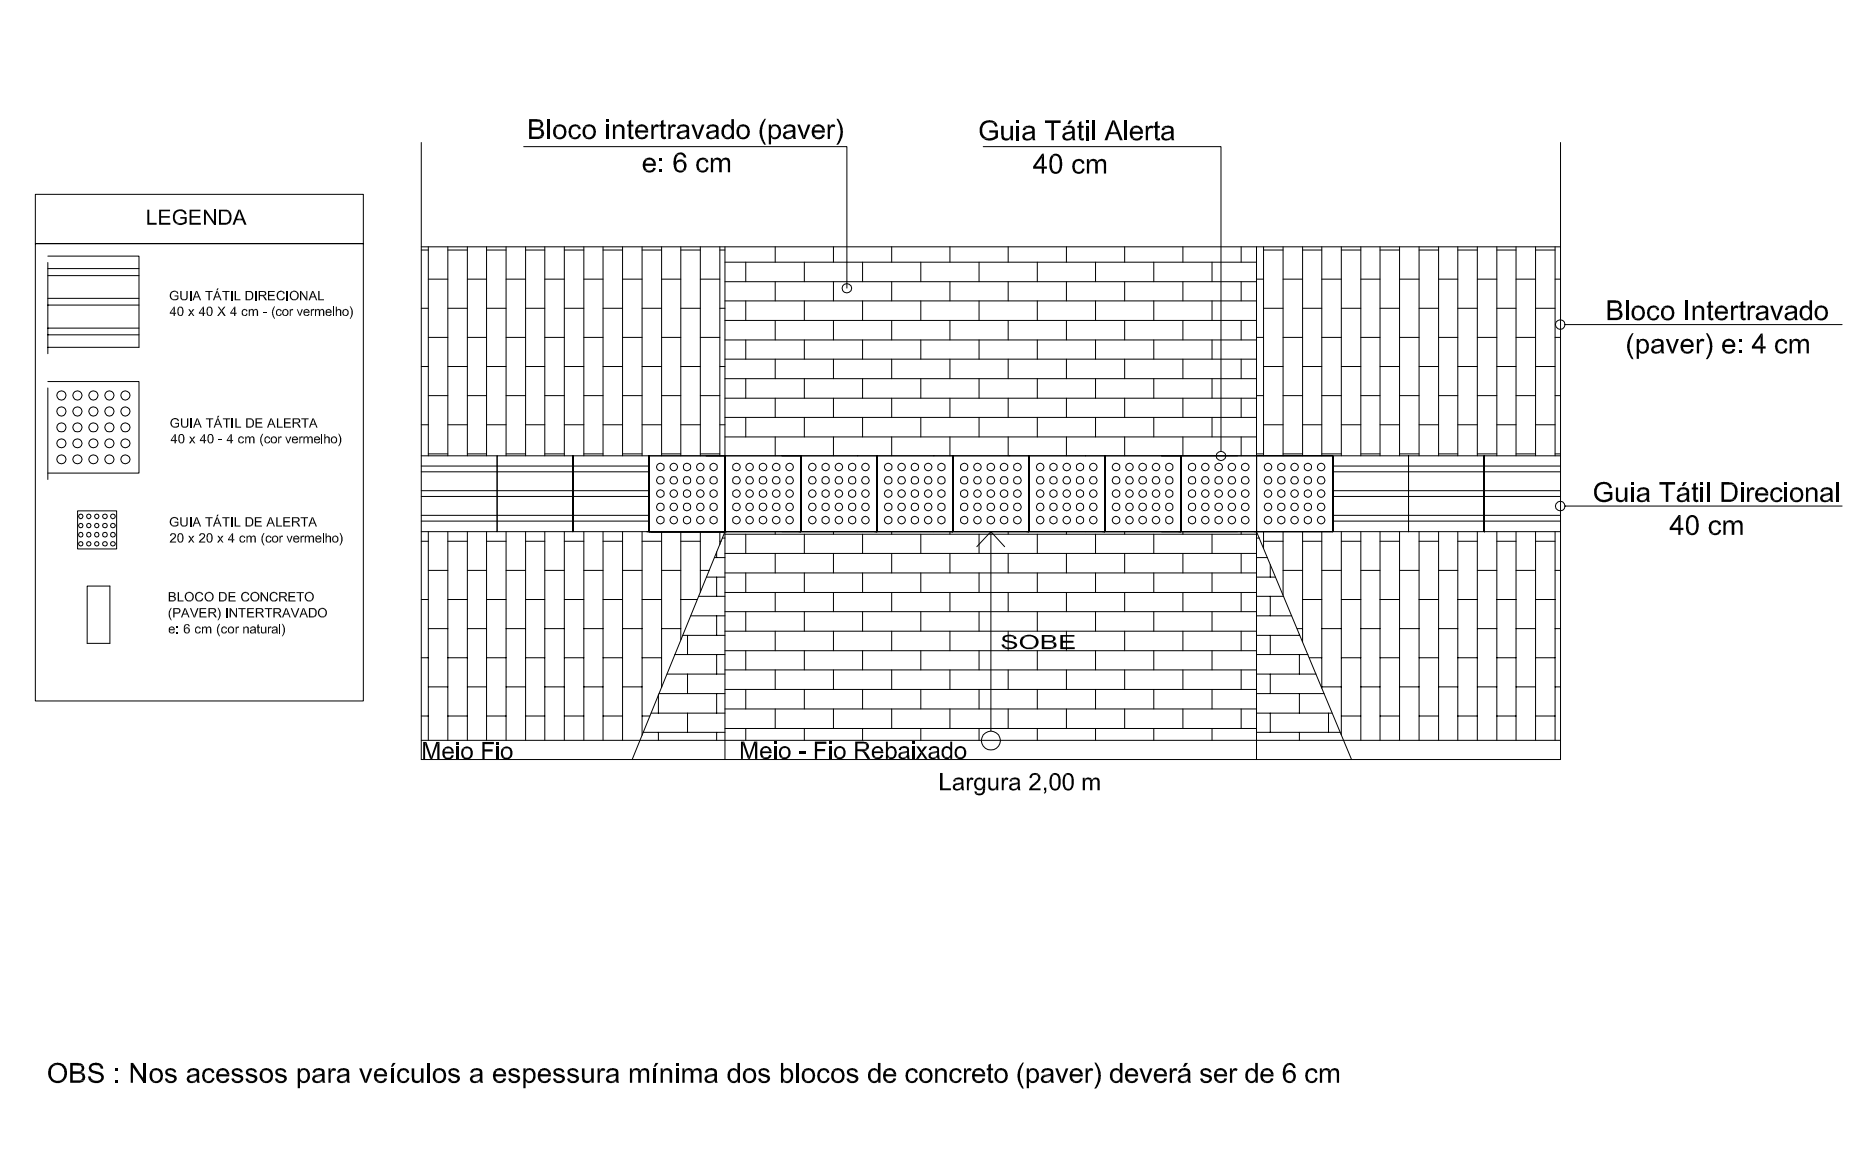 Bloco intertravado (paver)
e: 6 cm
Guia Tátil Alerta
40 cm
LEGENDA
GUIA TÁTIL DIRECIONAL
40 x 40 X 4 cm - (cor vermelho)
GUIA TÁTIL DE ALERTA
40 x 40 - 4 cm (cor vermelho)
GUIA TÁTIL DE ALERTA
20 x 20 x 4 cm (cor vermelho)
BLOCO DE CONCRETO
(PAVER) INTERTRAVADO
e: 6 cm (cor natural)
Bloco Intertravado
(paver) e: 4 cm
Guia Tátil Direcional
40 cm
SOBE
Meio Fio
Meio - Fio Rebaixado
Largura 2,00 m
OBS : Nos acessos para veículos a espessura mínima dos blocos de concreto (paver) deverá ser de 6 cm